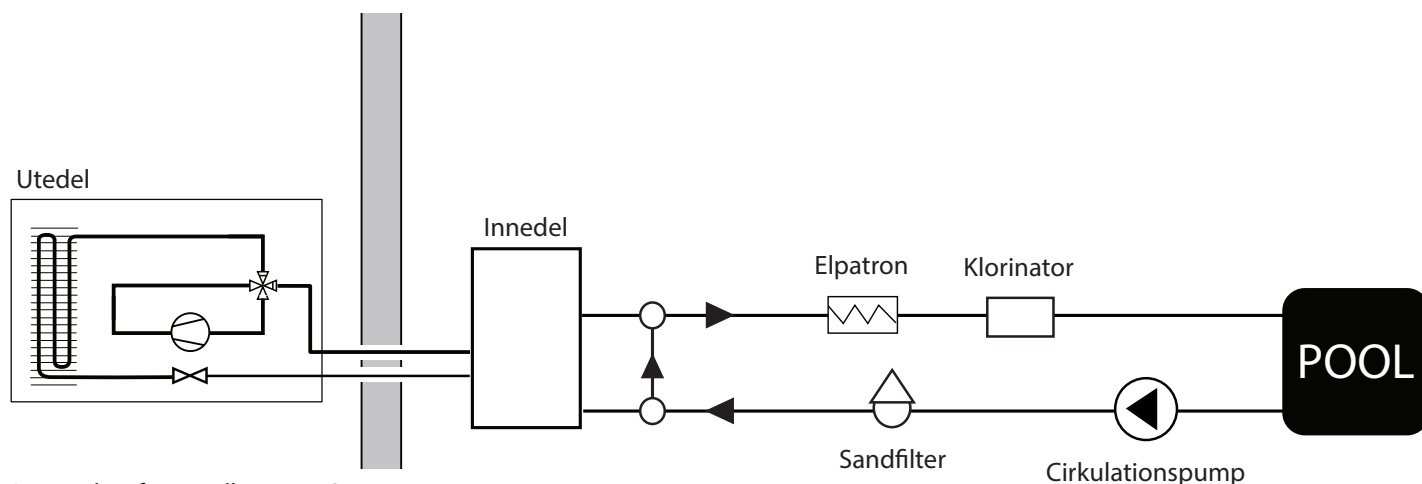 Utedel
Innedel
Elpatron
Klorinator
POOL
Sandfilter
Cirkulationspump